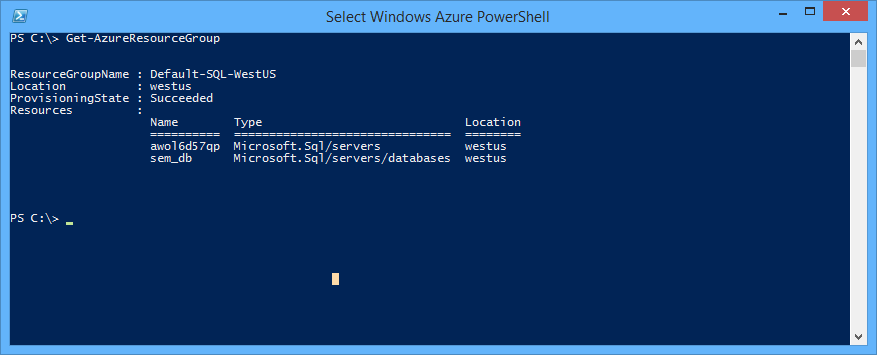 Select Windows Azure PowerShell
PS C:\> Get-AzureResourceGroup
ResourceGroupName : Default-SQL-WestUS
Location          : westus
ProvisioningState : Succeeded
Resources         :
                    Name        Type                             Location
                    ==========  ===============================  ========
                    awol6d57qp  Microsoft.Sql/servers            westus
                    sem_db      Microsoft.Sql/servers/databases  westus
PS C:\>